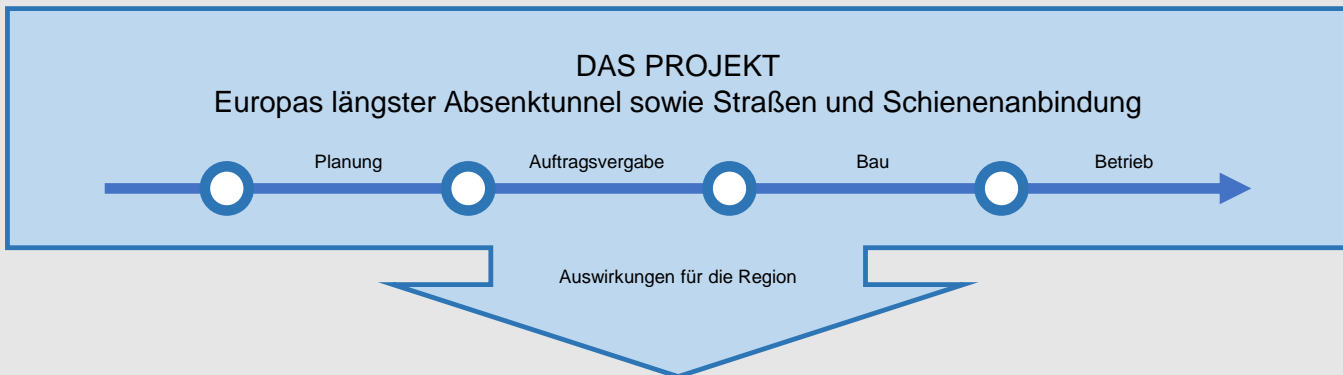 DAS PROJEKT
Europas längster Absenktunnel sowie Straßen und Schienenanbindung
Planung
Auftragsvergabe
Bau
Betrieb
Auswirkungen für die Region